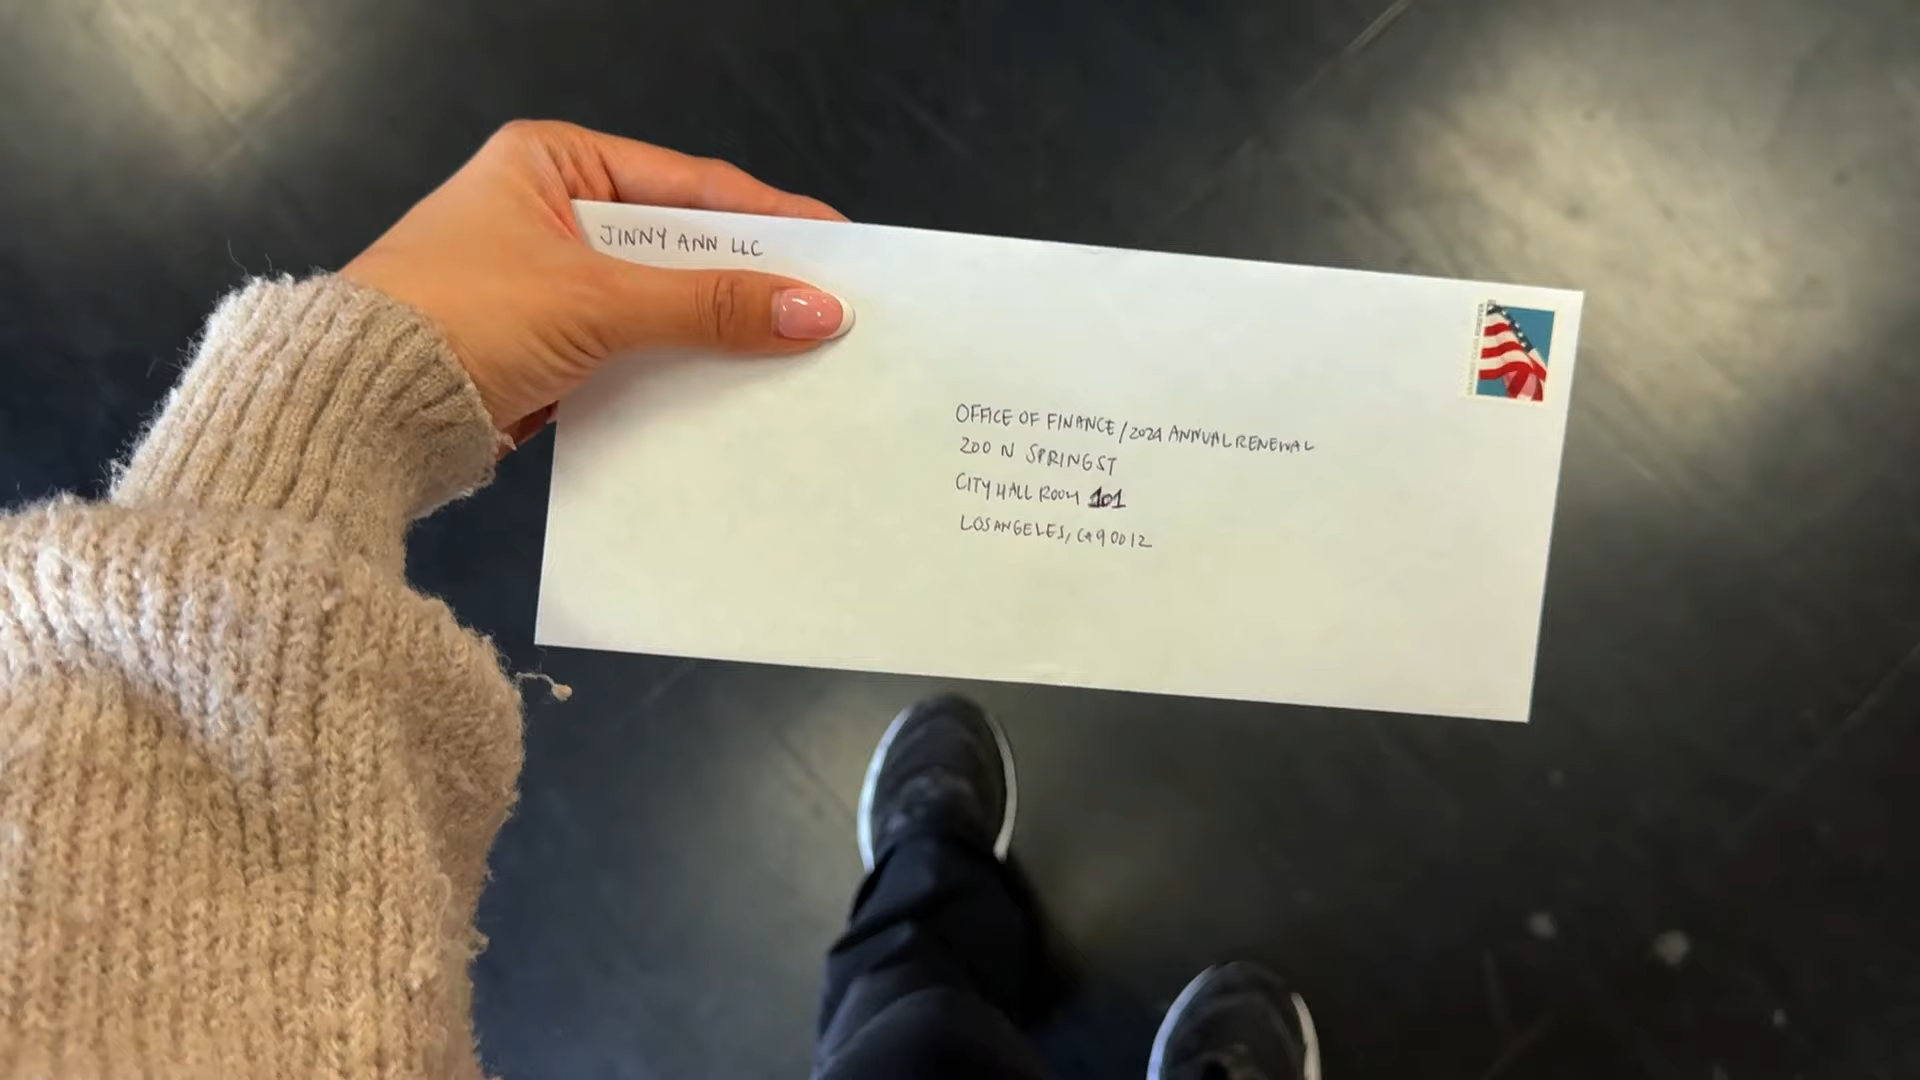 JINNY ANN LLC
OFFICE OF FINANCE/2024 ANNUAL RENEWAL
200 N SPRING ST
CITY HALL ROOM 101
LOS ANGELES, CA 90012
FOREVER